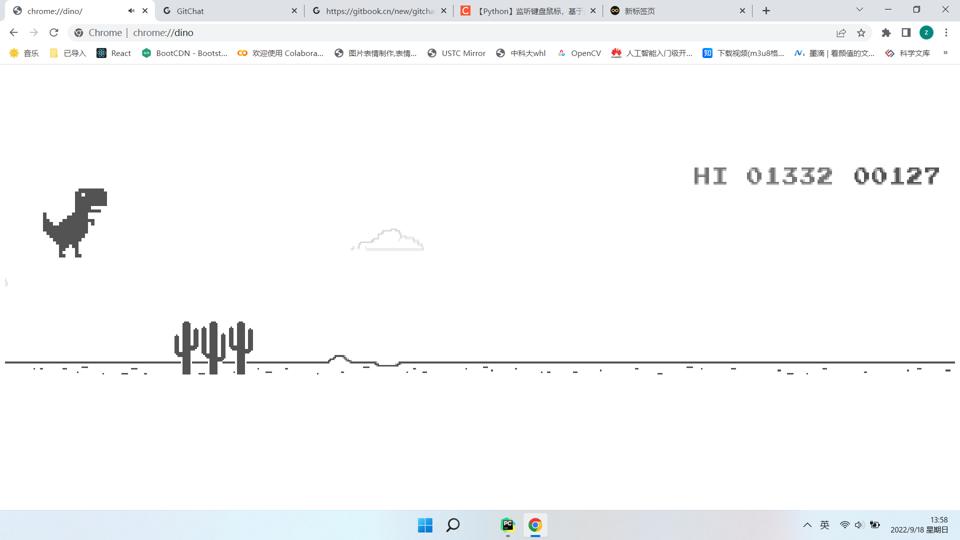 chrome://dino/
GitChat
https://gitbook.cn/new/gitcha
【Python】监听键盘鼠标，基于
新标签页
Chrome | chrome://dino
音乐
已导入
React
BootCDN - Bootst...
欢迎使用 Colabora...
图片表情制作,表情...
USTC Mirror
中科大whl
OpenCV
人工智能入门极开...
下载视频(m3u8格...
墨滴 | 看颜值的文...
科学文库
»
HI 01332 00127
英
13:58
2022/9/18 星期日